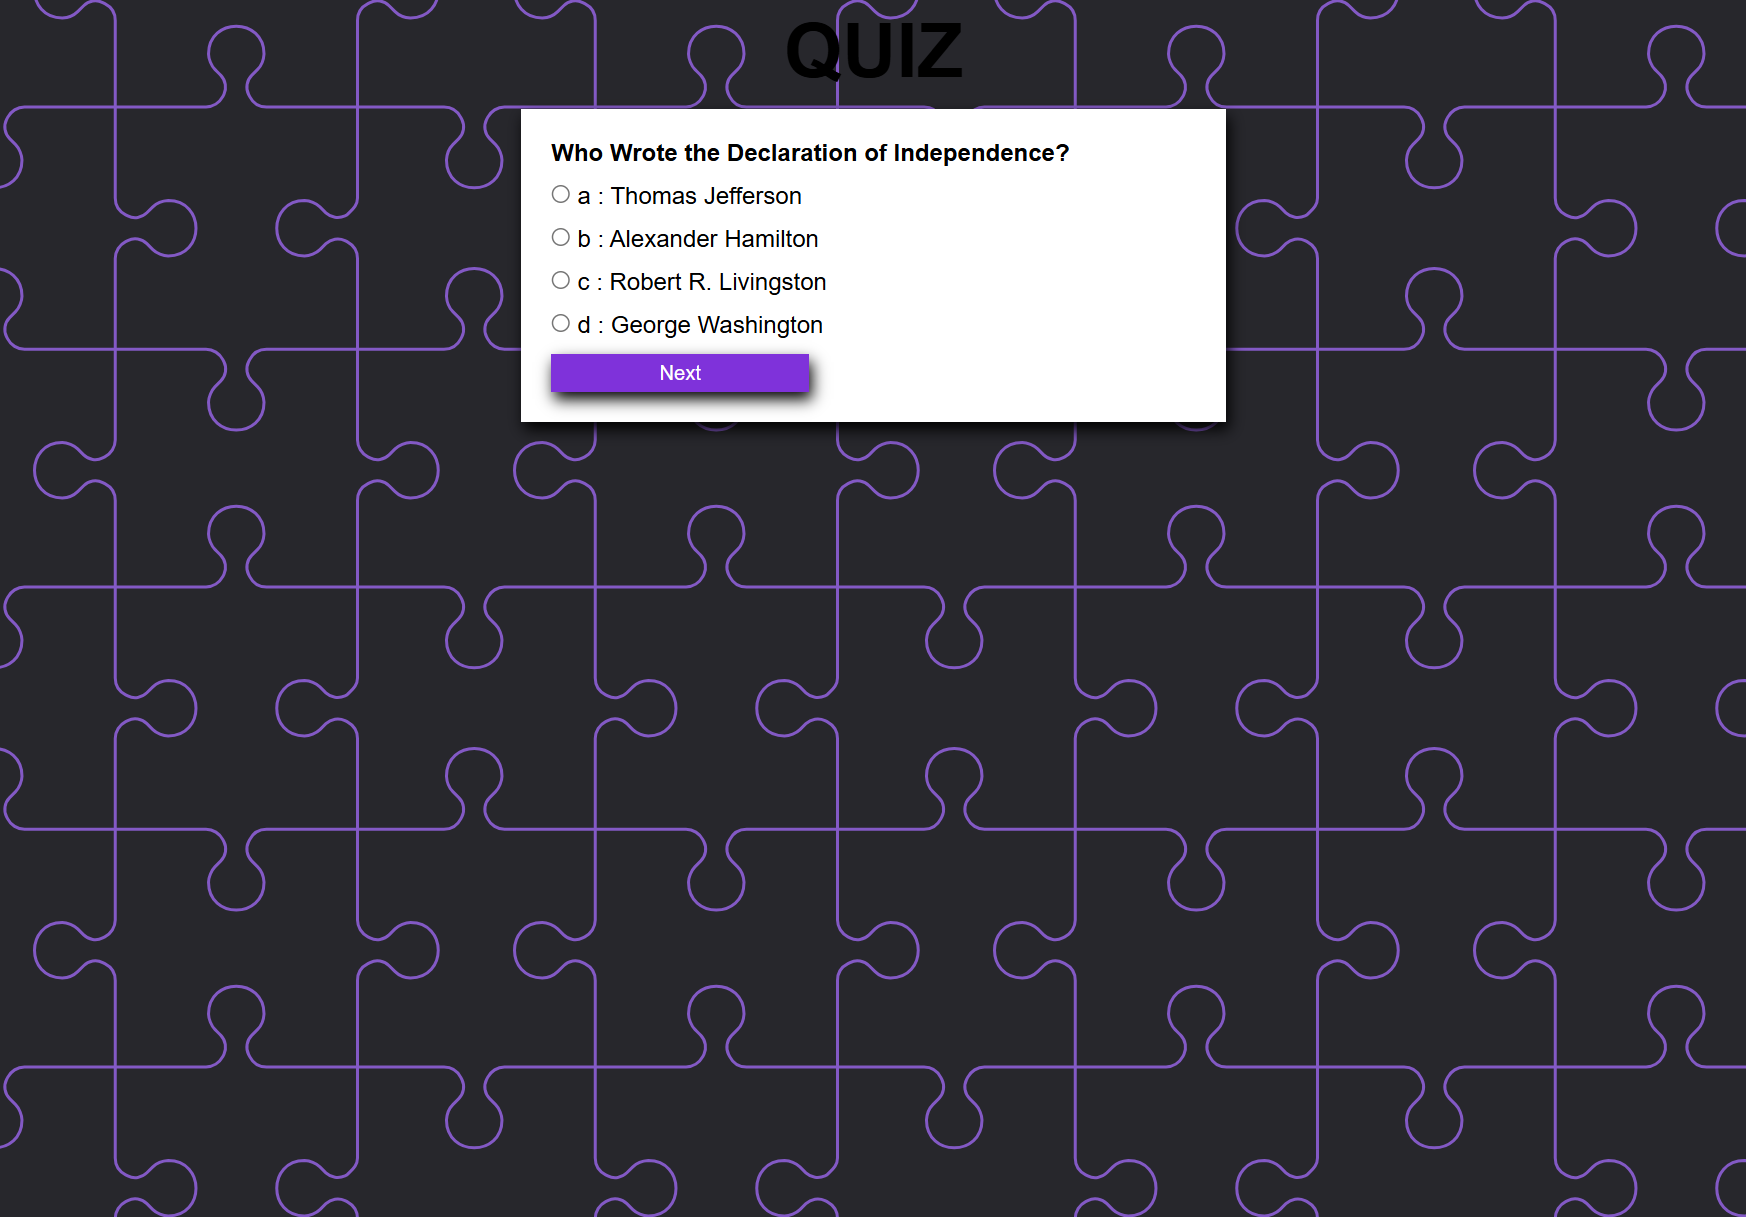 QUIZ
Who Wrote the Declaration of Independence?
a : Thomas Jefferson
b : Alexander Hamilton
c : Robert R. Livingston
d : George Washington
Next